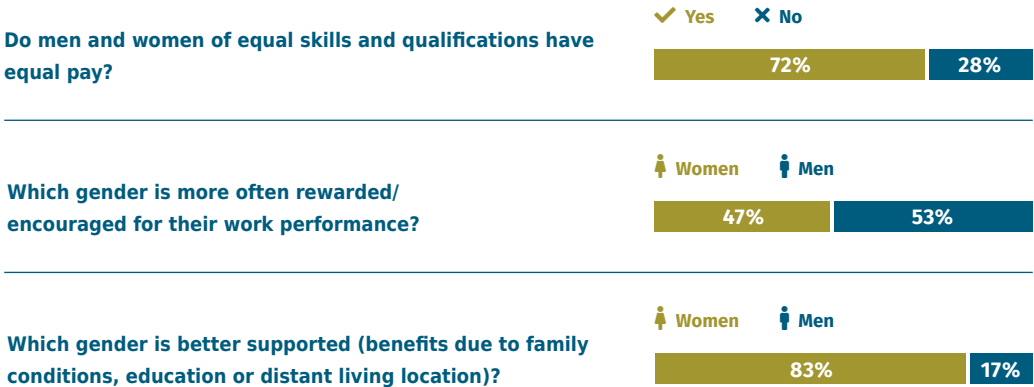 Yes No
Do men and women of equal skills and qualifications have
equal pay?
72% 28%
Women Men
Which gender is more often rewarded/
encouraged for their work performance?
47% 53%
Women Men
Which gender is better supported (benefits due to family
conditions, education or distant living location)?
83% 17%